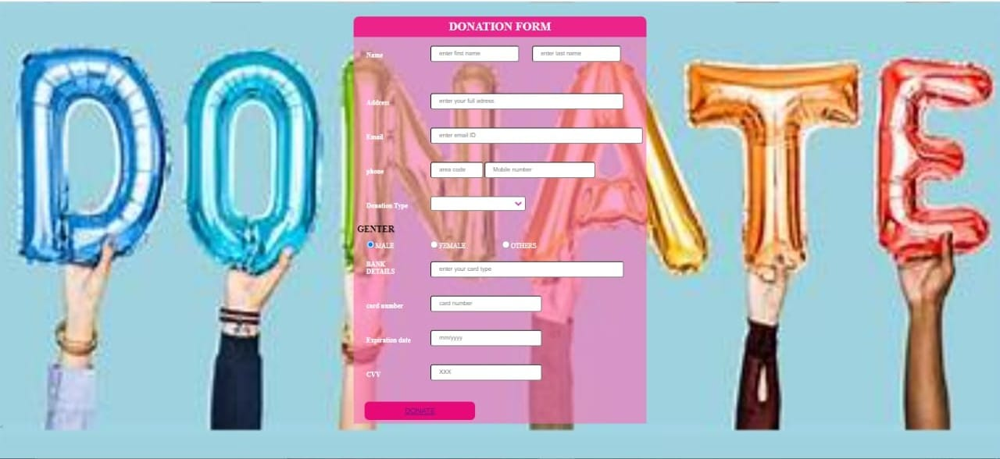 DONATION FORM
Name enter first name enter last name
Address enter your full adress
Email enter email ID
phone area code Mobile number
Donation Type
GENTER
MALE FEMALE OTHERS
BANK
DETAILS enter your card type
card number card number
Expiration date mm/yyyy
CVV XXX
DONATE
DONATE